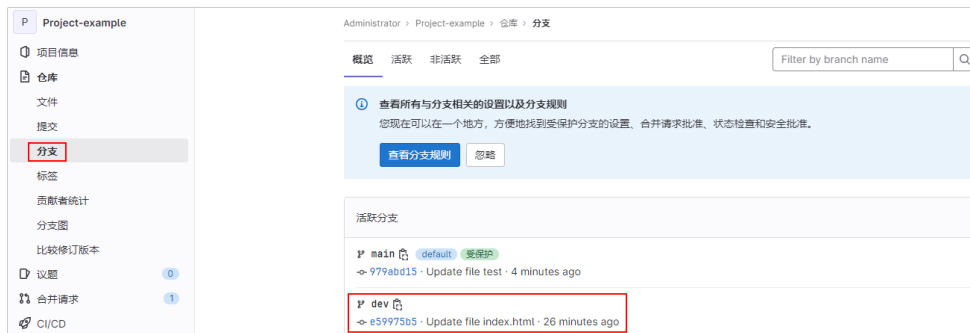 P Project-example
项目信息
仓库
文件
提交
分支
标签
贡献者统计
分支图
比较修订版本
议题 0
合并请求 1
CI/CD
Administrator › Project-example › 仓库 › 分支
概览 活跃 非活跃 全部
Filter by branch name
查看所有与分支相关的设置以及分支规则
您现在可以在一个地方，方便地找到受保护分支的设置、合并请求批准、状态检查和安全批准。
查看分支规则 忽略
活跃分支
main default 受保护
979abd15 · Update file test · 4 minutes ago
dev
e59975b5 · Update file index.html · 26 minutes ago